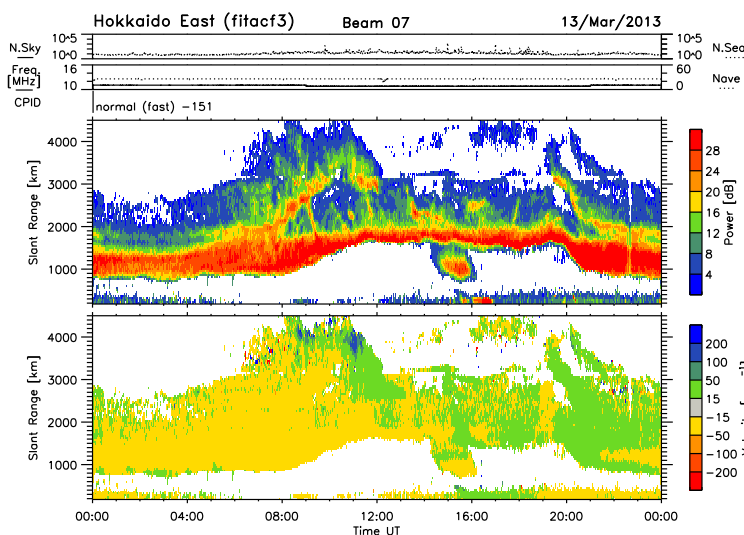 Hokkaido East (fitacf3) Beam 07 13/Mar/2013
N.Sky 10^5 10^0 10^5 10^0 N.Sea
Freq. [MHz] 16 10 60 0 Nave
CPID normal (fast) -151
Slant Range [km] 4000 3000 2000 1000
Power [dB] 28 24 20 16 12 8 4
Slant Range [km] 4000 3000 2000 1000
200 100 50 15 -15 -50 -100 -200
00:00 04:00 08:00 12:00 16:00 20:00 00:00
Time UT